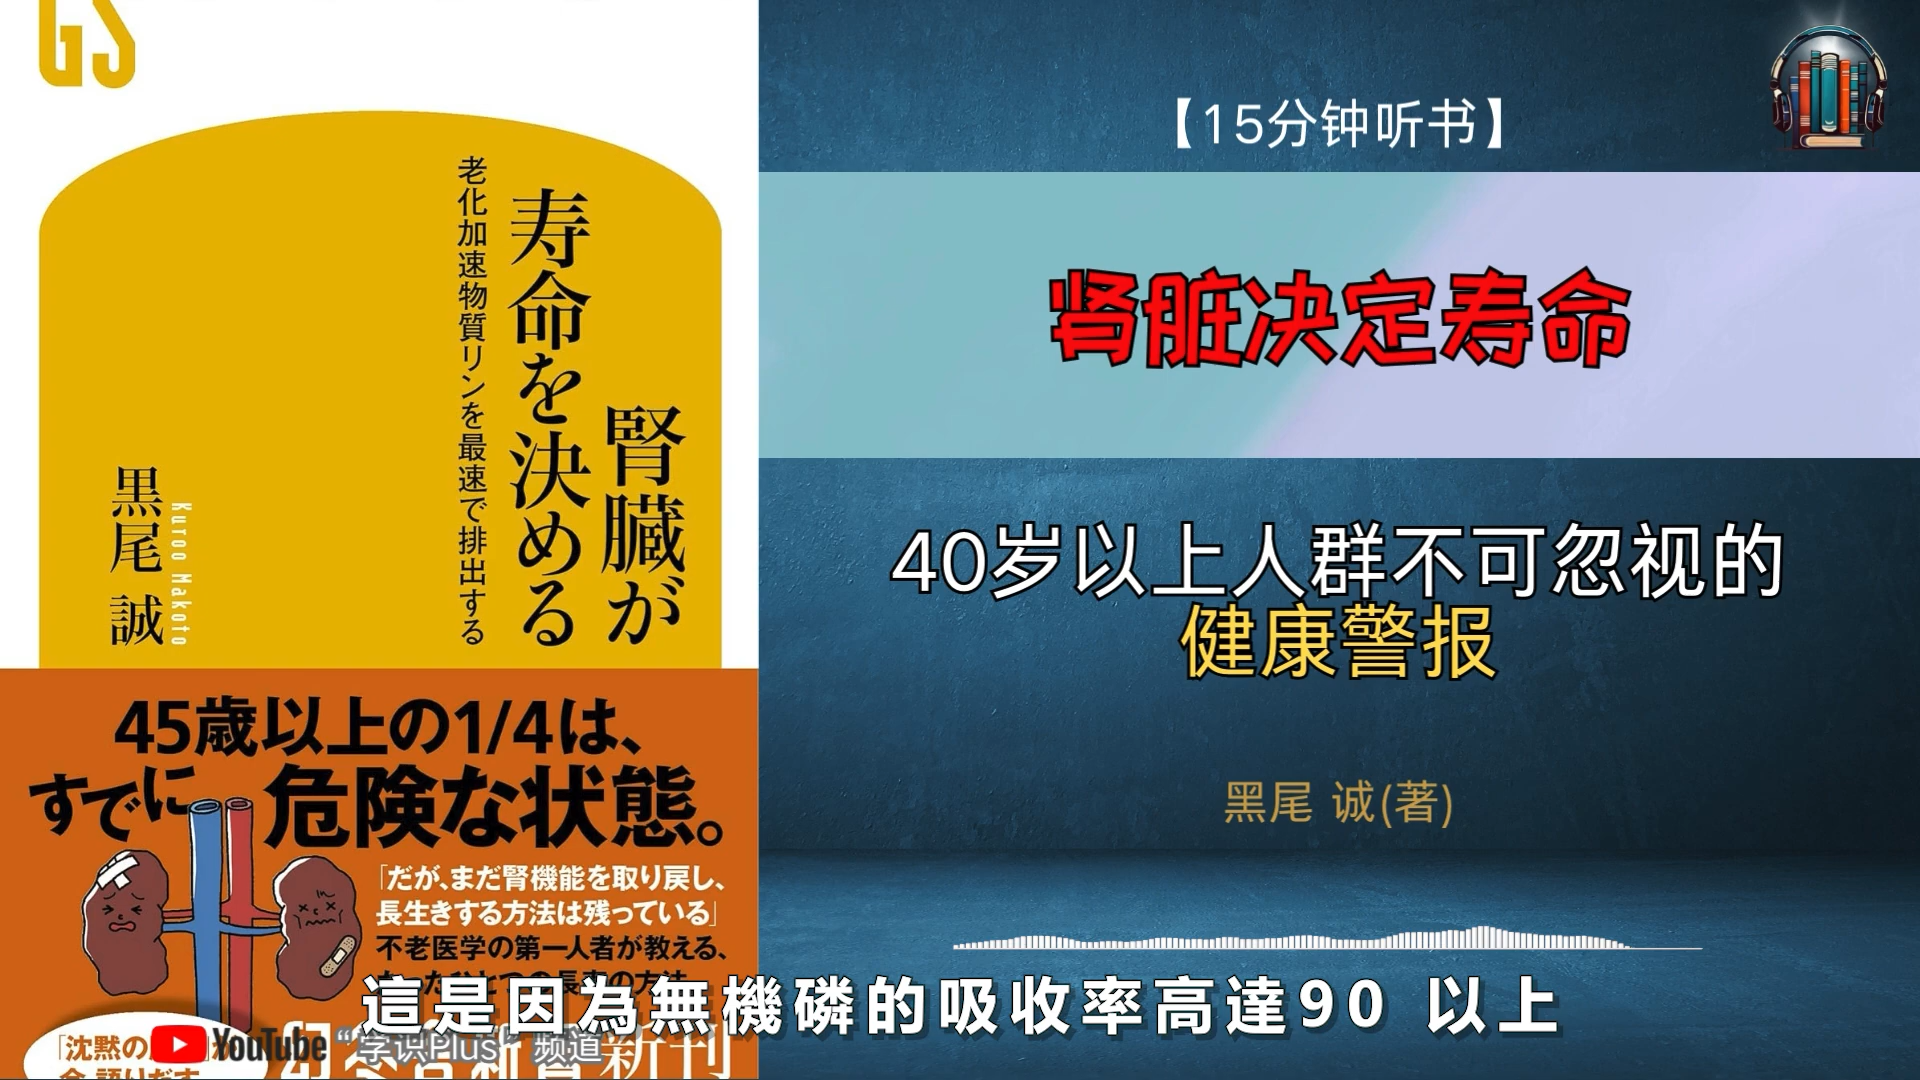 GS
腎臓が
寿命を決める
老化加速物質リンを最速で排出する
黒尾 誠
Kuroo Makoto
45歳以上の1/4は、
すでに危険な状態。
「だが、まだ腎機能を取り戻し、
長生きする方法は残っている」
不老医学の第一人者が教える、
「沈黙の
YouTube "学识Plus" 频道
新刊
【15分钟听书】
肾脏决定寿命
40岁以上人群不可忽视的
健康警报
黑尾 诚(著)
這是因為無機磷的吸收率高達90 以上